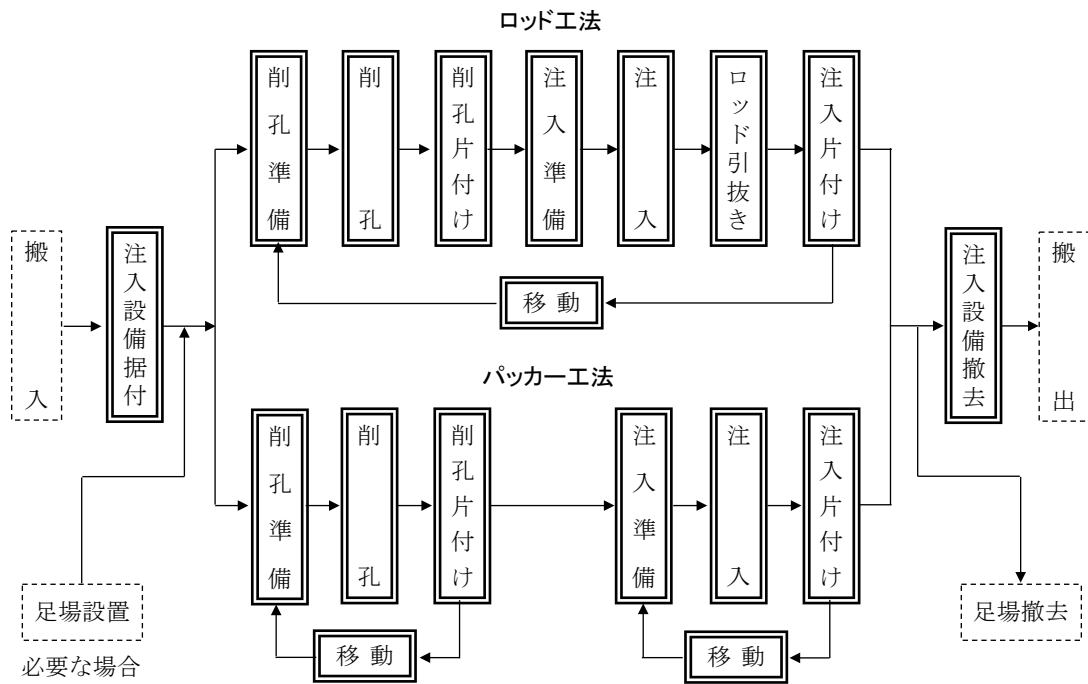 ロッド工法
削孔準備
削孔
削孔片付け
注入準備
注入
ロッド引抜き
注入片付け
移動
搬入
注入設備据付
注入設備撤去
搬出
パッカー工法
削孔準備
削孔
削孔片付け
注入準備
注入
注入片付け
移動
移動
足場設置
必要な場合
足場撤去